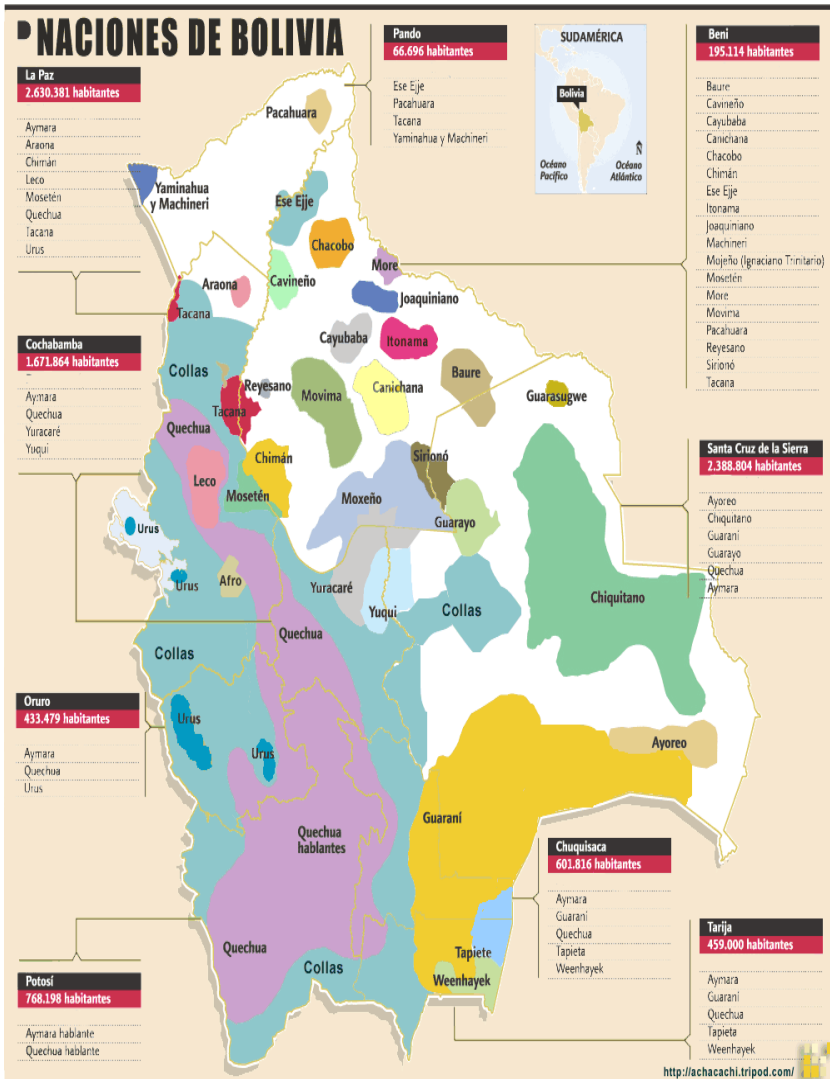 NACIONES DE BOLIVIA
La Paz
2.630.381 habitantes
Aymara
Araona
Chimán
Leco
Mosetén
Quechua
Tacana
Urus
Cochabamba
1.671.864 habitantes
Aymara
Quechua
Yuracaré
Yuqui
Oruro
433.479 habitantes
Aymara
Quechua
Urus
Potosí
768.198 habitantes
Aymara hablante
Quechua hablante
Pando
66.696 habitantes
Ese Ejje
Pacahuara
Tacana
Yaminahua y Machineri
SUDAMÉRICA
Bolivia
N
Océano
Pacífico
Océano
Atlántico
Beni
195.114 habitantes
Baure
Cavineño
Cayubaba
Canichana
Chacobo
Chimán
Ese Ejje
Itonama
Joaquiniano
Machineri
Mojeño (Ignaciano Trinitario)
Mosetén
More
Movima
Pacahuara
Reyesano
Sirionó
Tacana
Santa Cruz de la Sierra
2.388.804 habitantes
Ayoreo
Chiquitano
Guaraní
Guarayo
Quechua
Aymara
Chuquisaca
601.816 habitantes
Aymara
Guaraní
Quechua
Tapieta
Weenhayek
Tarija
459.000 habitantes
Aymara
Guaraní
Quechua
Tapieta
Weenhayek
Pacahuara
Yaminahua
y Machineri
Ese Ejje
Chacobo
More
Araona
Cavineño
Joaquiniano
Tacana
Cayubaba
Itonama
Collas
Reyesano
Movima
Canichana
Baure
Guarasugwe
Tacana
Quechua
Chimán
Sirionó
Leco
Mosetén
Moxeño
Guarayo
Urus
Urus
Afro
Yuracaré
Yuqui
Collas
Chiquitano
Quechua
Collas
Urus
Urus
Ayoreo
Guaraní
Quechua
hablantes
Quechua
Collas
Tapiete
Weenhayek
http://achacachi.tripod.com/